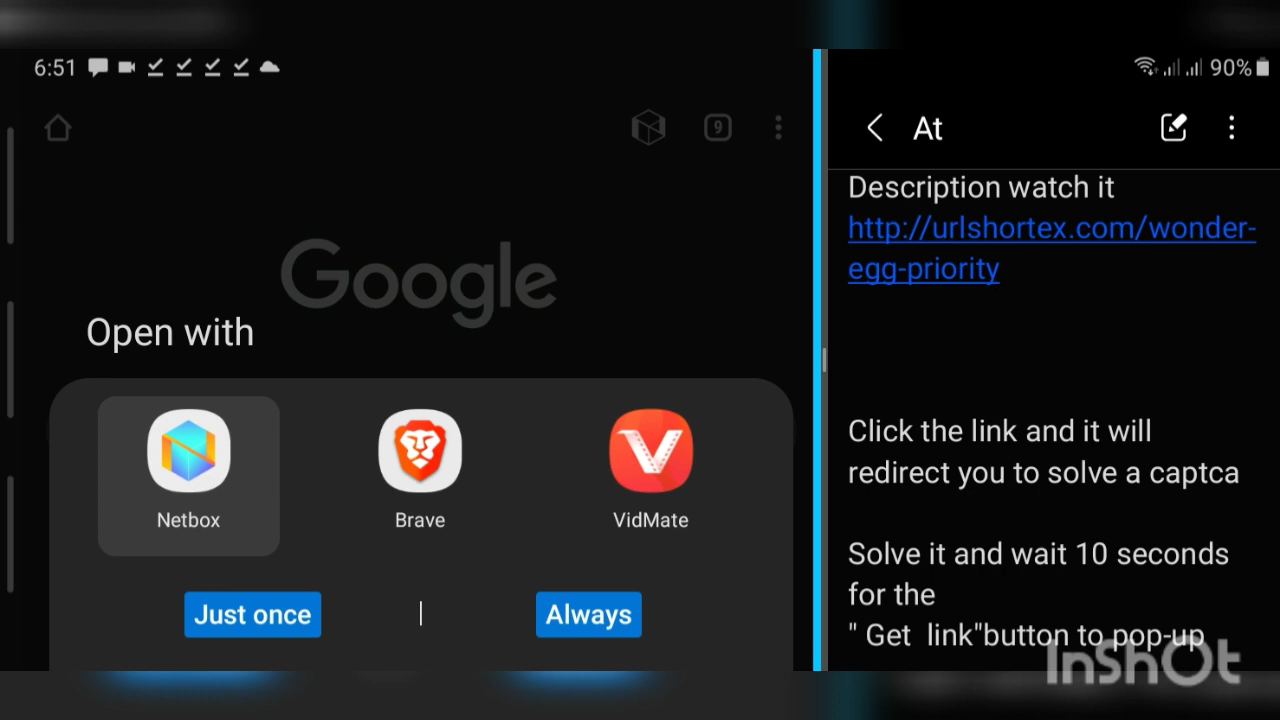 6:51
9
Google
Open with
Netbox
Brave
VidMate
Just once
Always
90%
At
Description watch it
http://urlshortex.com/wonder-
egg-priority
Click the link and it will
redirect you to solve a captca
Solve it and wait 10 seconds
for the
" Get link"button to pop-up
InShOt